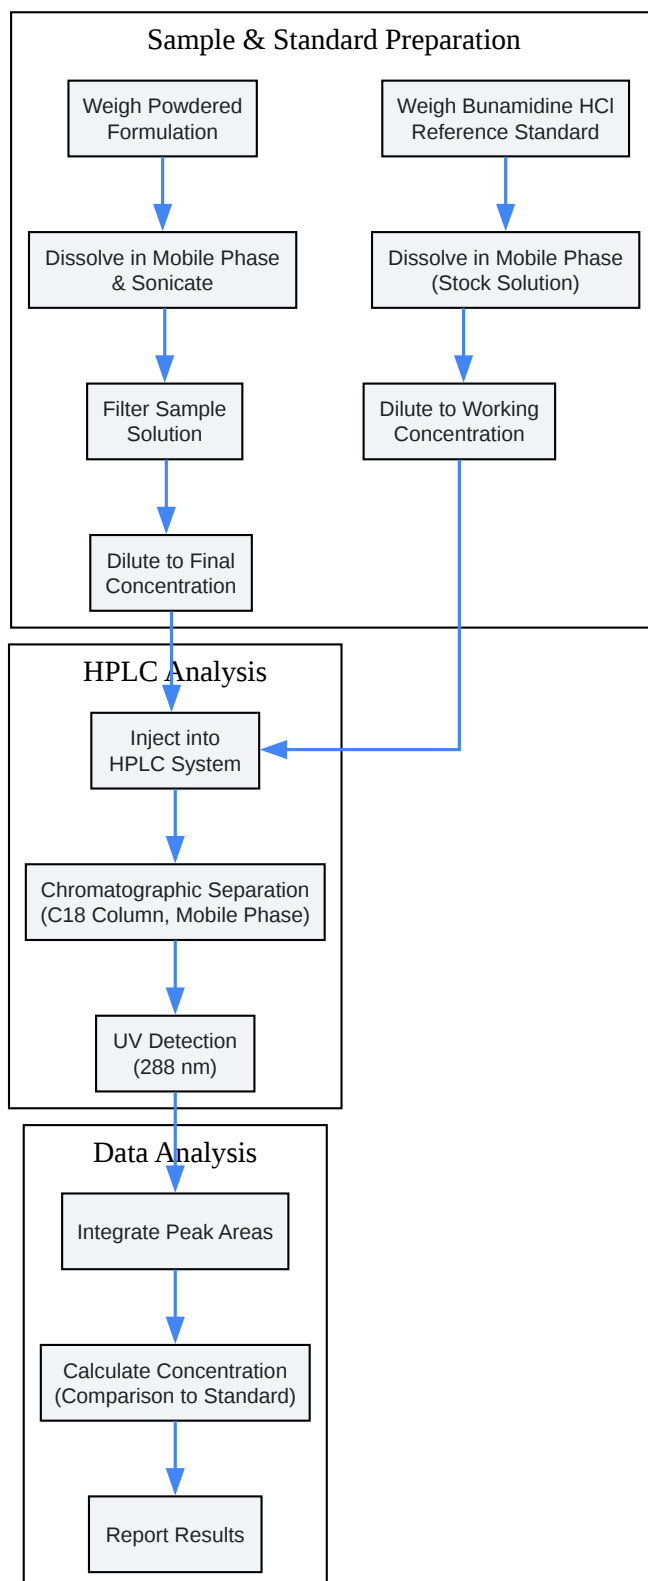 Sample & Standard Preparation
Weigh Powdered
Formulation
Weigh Bunamidine HCl
Reference Standard
Dissolve in Mobile Phase
& Sonicate
Dissolve in Mobile Phase
(Stock Solution)
Filter Sample
Solution
Dilute to Working
Concentration
Dilute to Final
Concentration
HPLC Analysis
Inject into
HPLC System
Chromatographic Separation
(C18 Column, Mobile Phase)
UV Detection
(288 nm)
Data Analysis
Integrate Peak Areas
Calculate Concentration
(Comparison to Standard)
Report Results